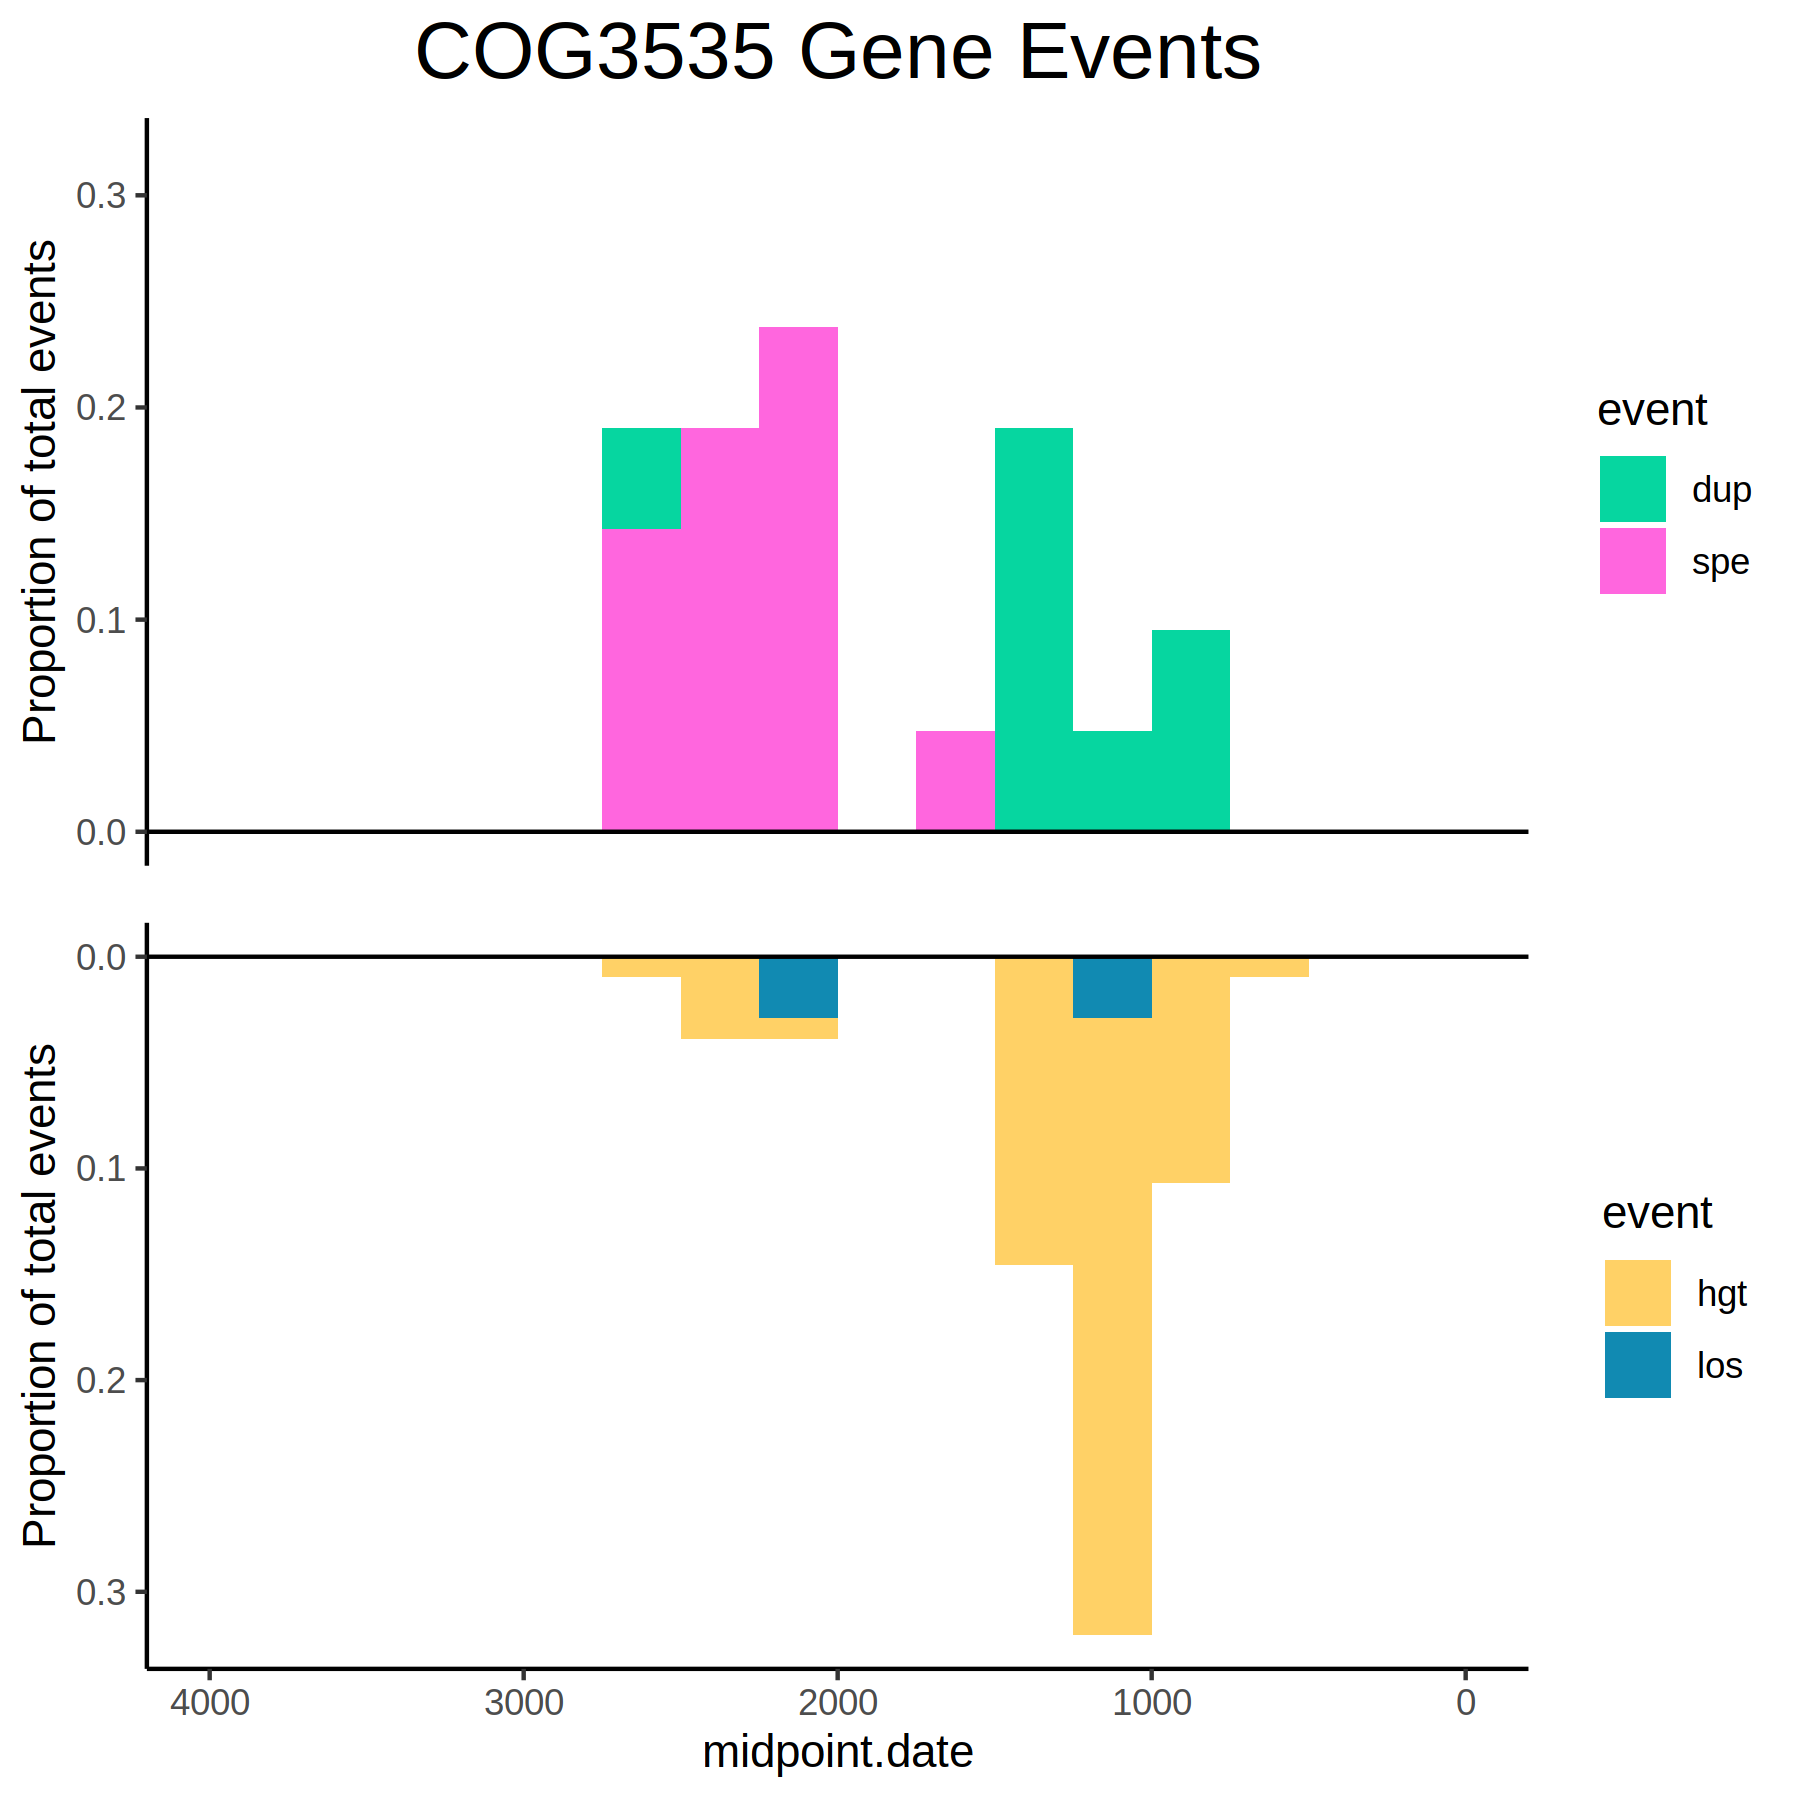 COG3535 Gene Events
Proportion of total events
0.3
0.2
0.1
0.0
event
dup
spe
Proportion of total events
0.0
0.1
0.2
0.3
event
hgt
los
4000 3000 2000 1000 0
midpoint.date